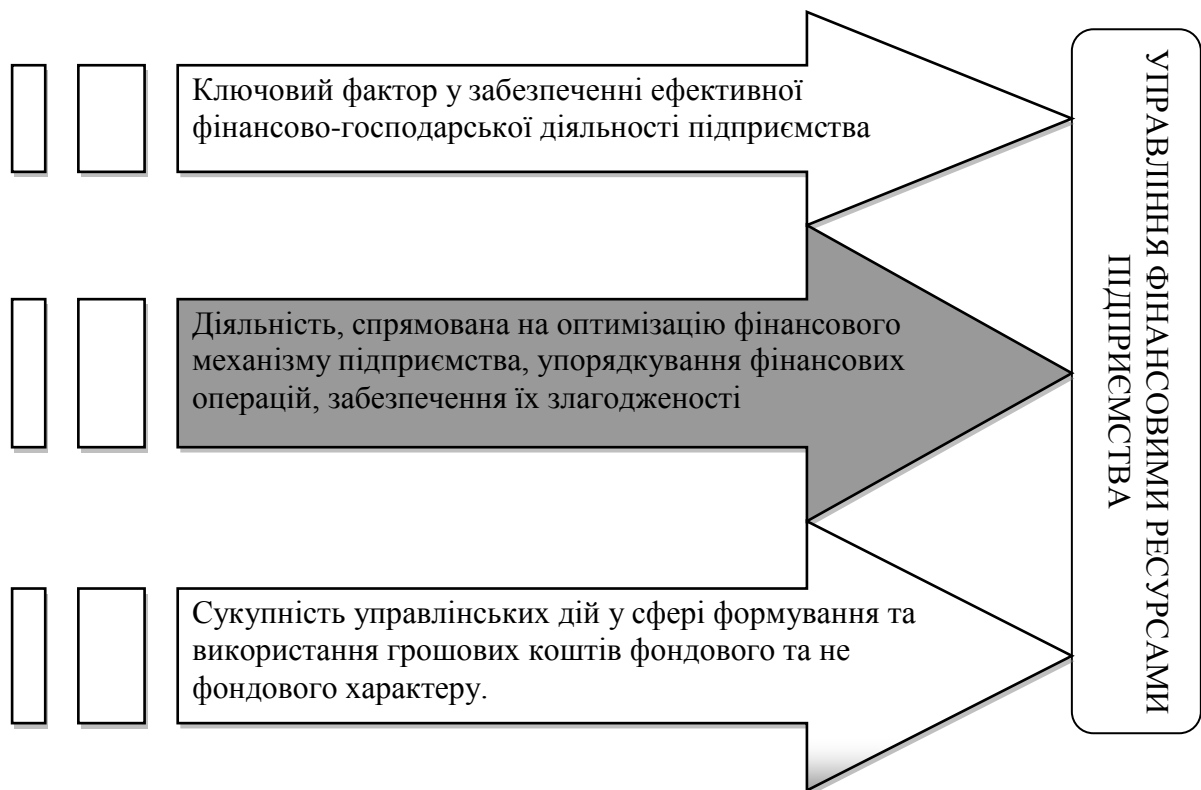 Ключовий фактор у забезпеченні ефективної
фінансово-господарської діяльності підприємства
Діяльність, спрямована на оптимізацію фінансового
механізму підприємства, упорядкування фінансових
операцій, забезпечення їх злагодженості
Сукупність управлінських дій у сфері формування та
використання грошових коштів фондового та не
фондового характеру.
УПРАВЛІННЯ ФІНАНСОВИМИ РЕСУРСАМИ
ПІДПРИЄМСТВА